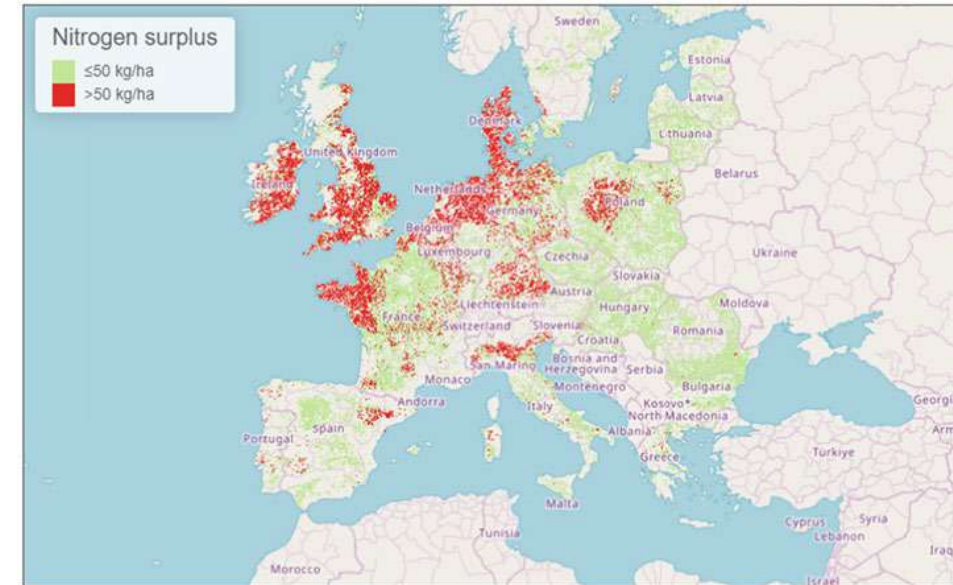 Nitrogen surplus
≤50 kg/ha
>50 kg/ha
Sweden
Estonia
Latvia
Denmark
Lithuania
United Kingdom
Ireland
Belarus
Netherlands
Germany
Poland
Belgium
Luxembourg
Czechia
Ukraine
Slovakia
Austria
Moldova
Liechtenstein
Hungary
France
Switzerland
Slovenia
Romania
Croatia
San Marino
Bosnia and
Herzegovina
Serbia
Monaco
Montenegro
Bulgaria
Andorra
Italy
Kosovo*
North Macedonia
Georgi
Portugal
Spain
Albania
Arm
Greece
Türkiye
Malta
Cyprus
Syria
Tunisia
Lebanon
Iraq
Morocco
Israel